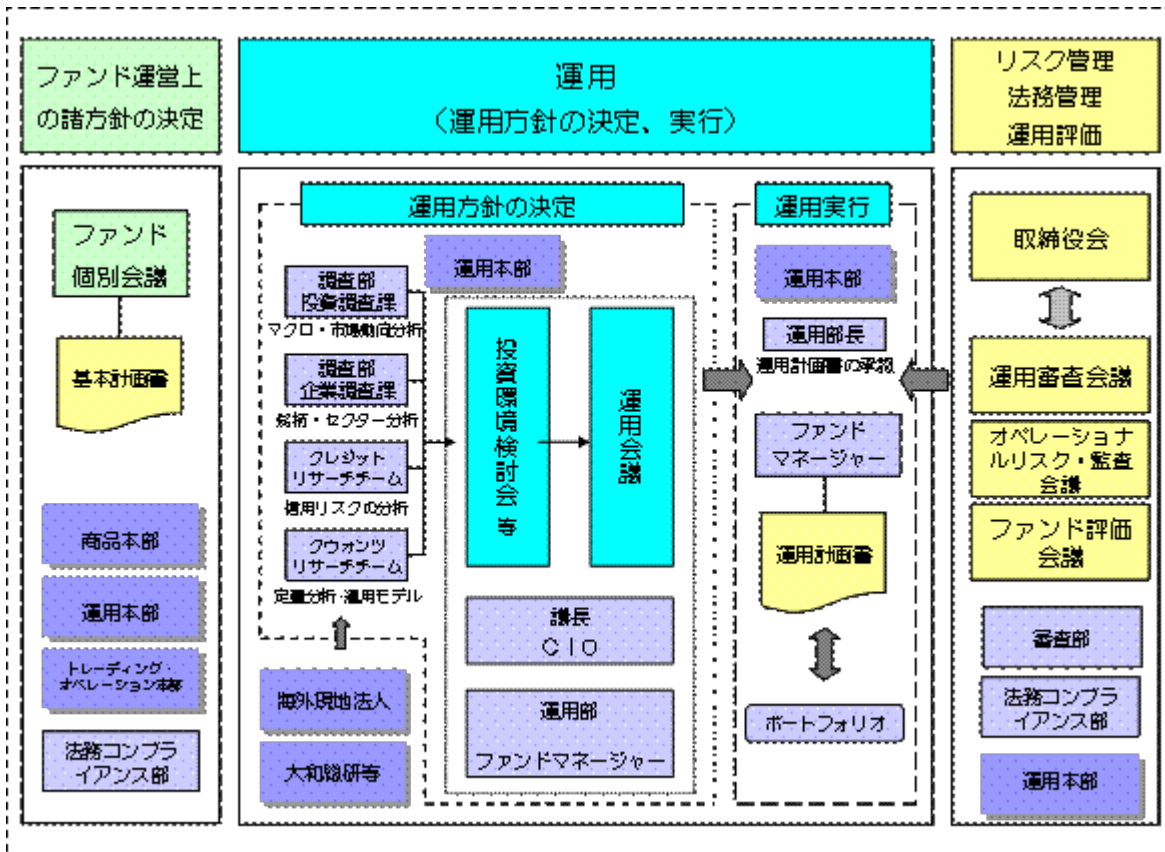 ファンド運営上
の諸方針の決定
運用
(運用方針の決定、実行)
リスク管理
法務管理
運用評価
ファンド
個別会議
基本計画書
商品本部
運用本部
トレーディング・
オペレーション本部
法務コンプラ
イアンス部
運用方針の決定
運用本部
調査部
投資調査課
マクロ・市場動向分析
調査部
企業調査課
銘柄・セクター分析
クレジット
リサーチチーム
信用リスクの分析
クウォンツ
リサーチチーム
定量分析・運用モデル
海外現地法人
大和総研等
投資環境検討会 等
運用会議
議長
CIO
運用部
ファンドマネージャー
運用実行
運用本部
運用部長
運用計画書の承認
ファンド
マネージャー
運用計画書
ポートフォリオ
取締役会
運用審査会議
オペレーショナ
ルリスク・監査
会議
ファンド評価
会議
審査部
法務コンプラ
イアンス部
運用本部